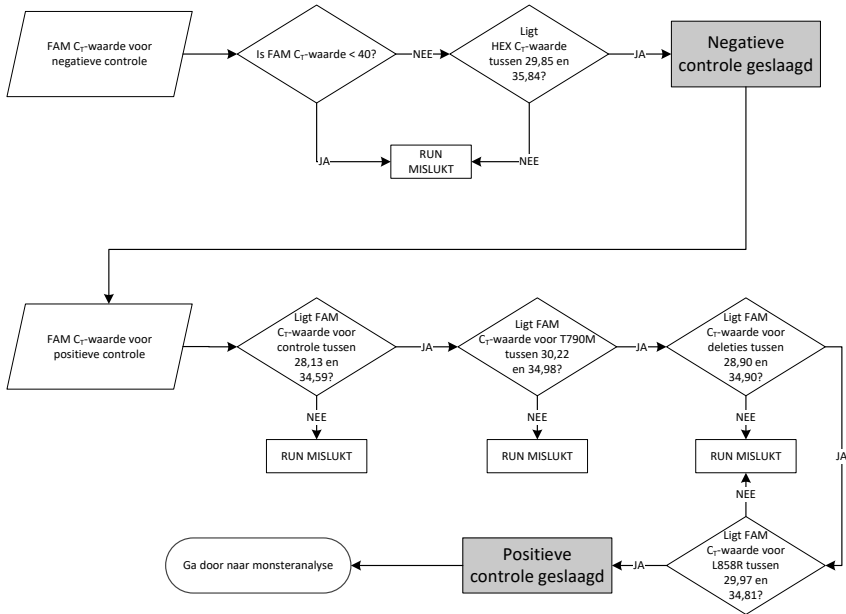 FAM CT-waarde voor
negatieve controle
Is FAM CT-waarde < 40?
NEE
Ligt
HEX CT-waarde
tussen 29,85 en
35,84?
JA
Negatieve
controle geslaagd
JA
RUN
MISLUKT
NEE
FAM CT-waarde voor
positieve controle
Ligt FAM
CT-waarde voor
controle tussen
28,13 en
34,59?
JA
Ligt FAM
CT-waarde voor T790M
tussen 30,22
en 34,98?
JA
Ligt FAM
CT-waarde voor
deleties tussen
28,90 en
34,90?
NEE
NEE
NEE
RUN MISLUKT
RUN MISLUKT
RUN MISLUKT
JA
NEE
Ligt FAM
CT-waarde voor
L858R tussen
29,97 en
34,81?
JA
Positieve
controle geslaagd
Ga door naar monsteranalyse